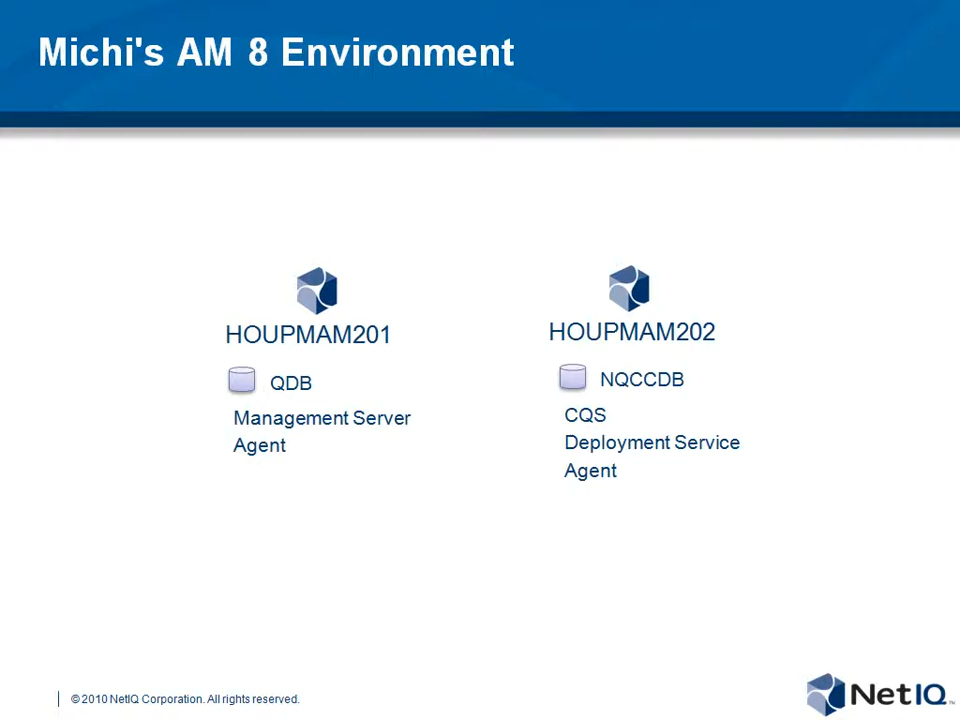 Michi's AM 8 Environment
HOUPMAM201
QDB
Management Server
Agent
HOUPMAM202
NQCCDB
CQS
Deployment Service
Agent
© 2010 NetIQ Corporation. All rights reserved.
NetIQ™